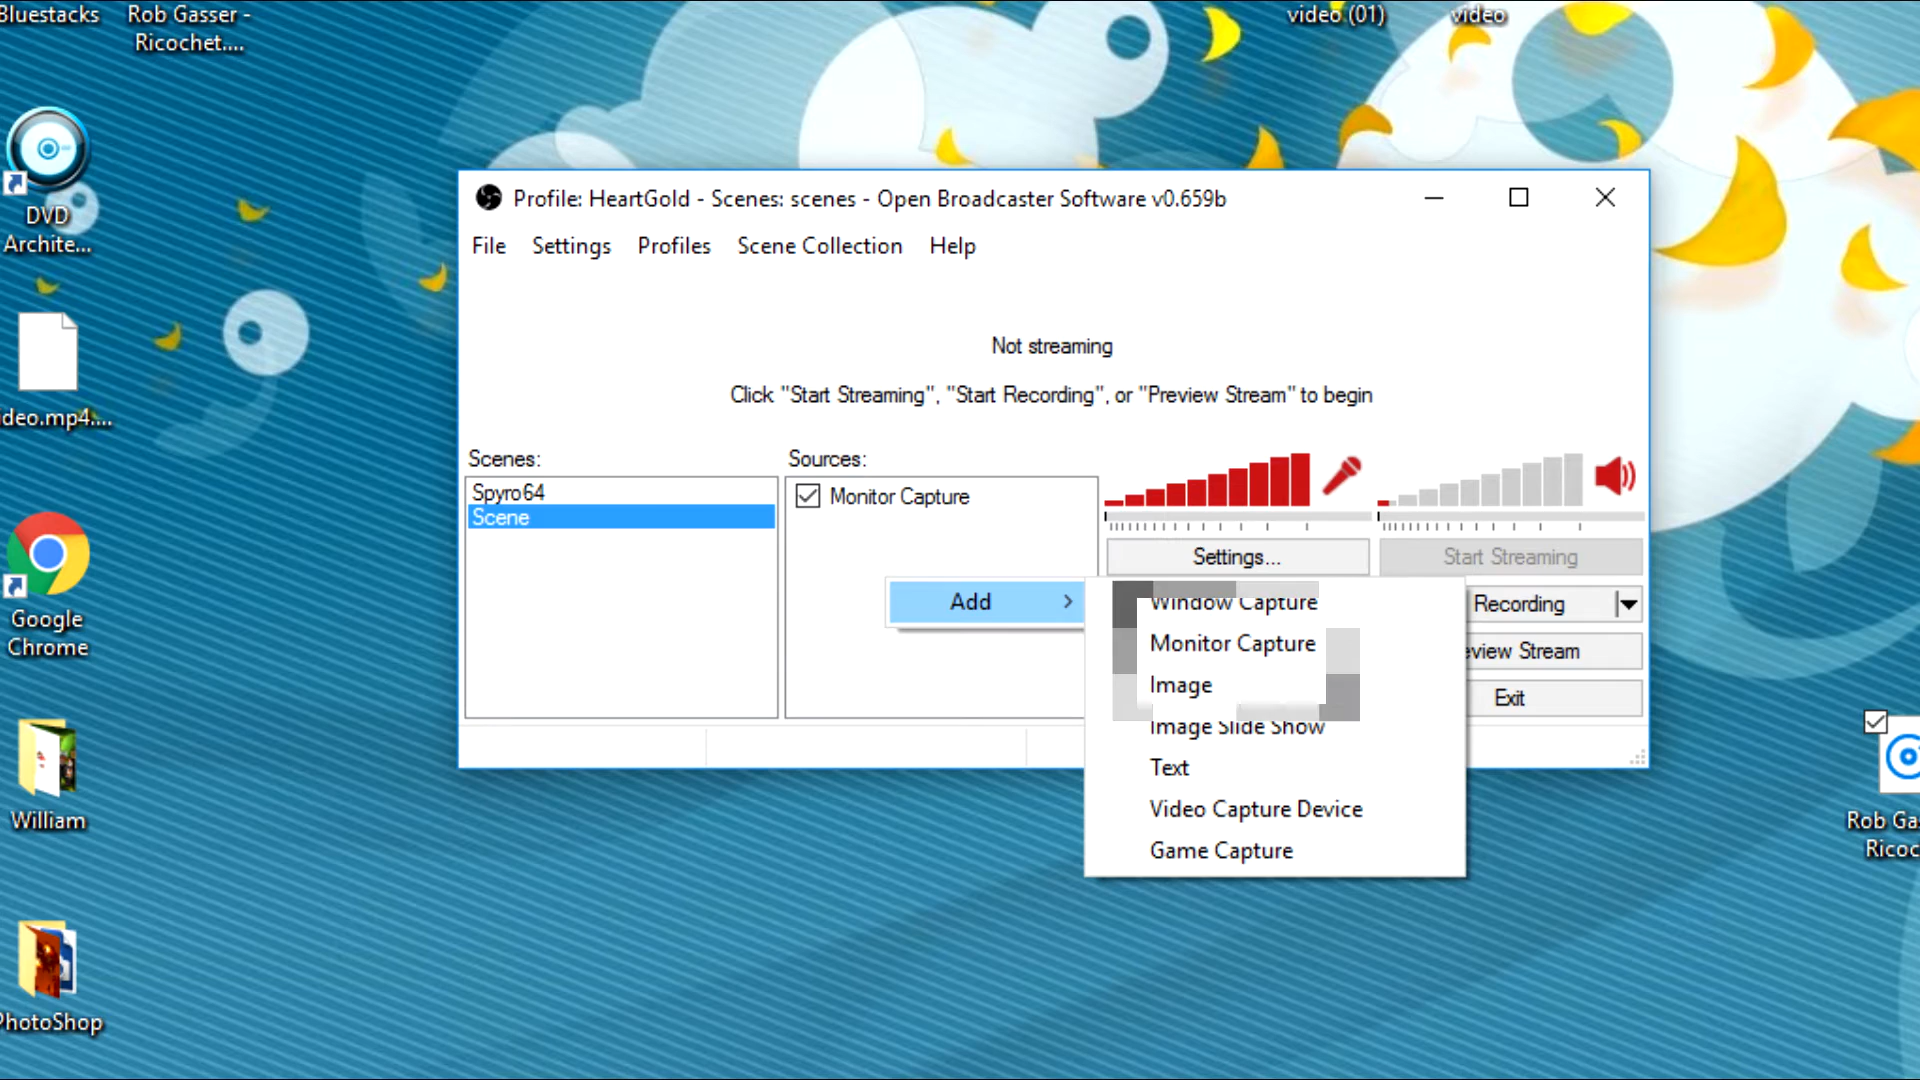 Bluestacks
Rob Gasser -
Ricochet....
video (01)
video
DVD
Archite...
ideo.mp4....
Google
Chrome
William
PhotoShop
Profile: HeartGold - Scenes: scenes - Open Broadcaster Software v0.659b
File Settings Profiles Scene Collection Help
Not streaming
Click "Start Streaming", "Start Recording", or "Preview Stream" to begin
Scenes:
Spyro64
Scene
Sources:
Monitor Capture
Settings...
Start Streaming
Recording
eview Stream
Exit
Add
Window Capture
Monitor Capture
Image
Image Slide Show
Text
Video Capture Device
Game Capture
Rob Gas
Ricoc